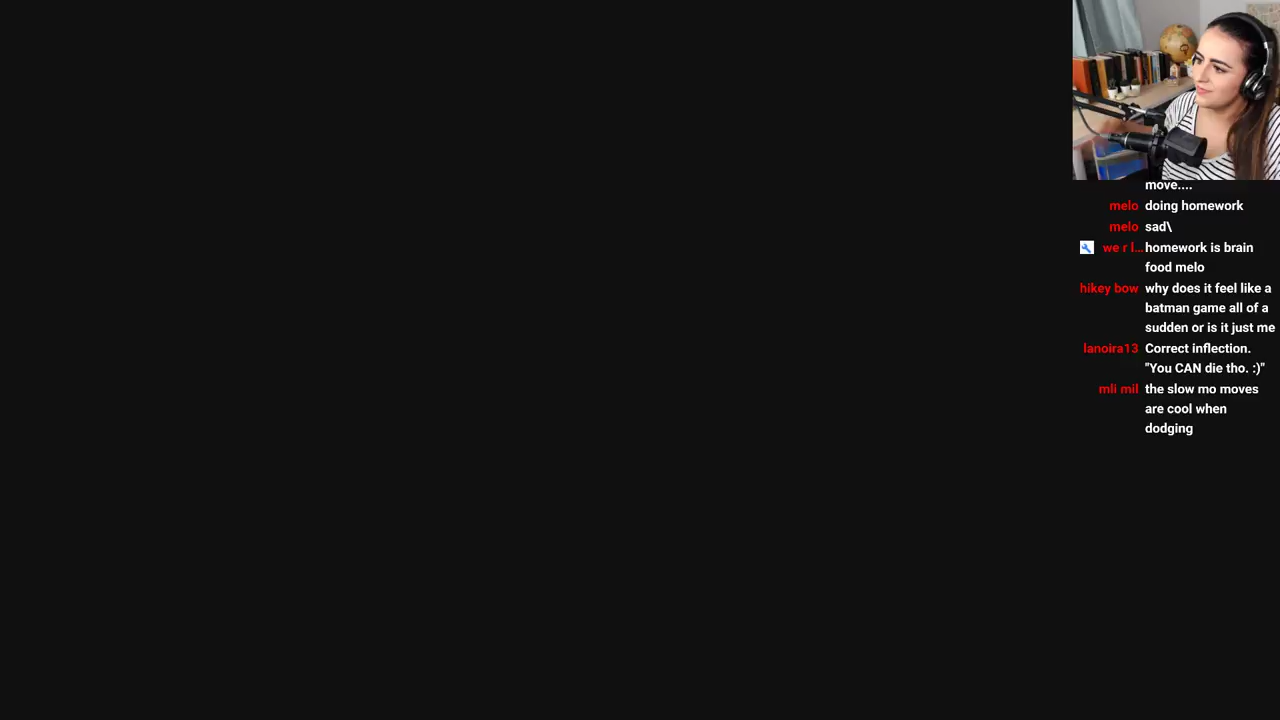 move....
melo doing homework
melo sad\
we r l... homework is brain
food melo
hikey bow why does it feel like a
batman game all of a
sudden or is it just me
lanoira13 Correct inflection.
"You CAN die tho. :)"
mli mil the slow mo moves
are cool when
dodging